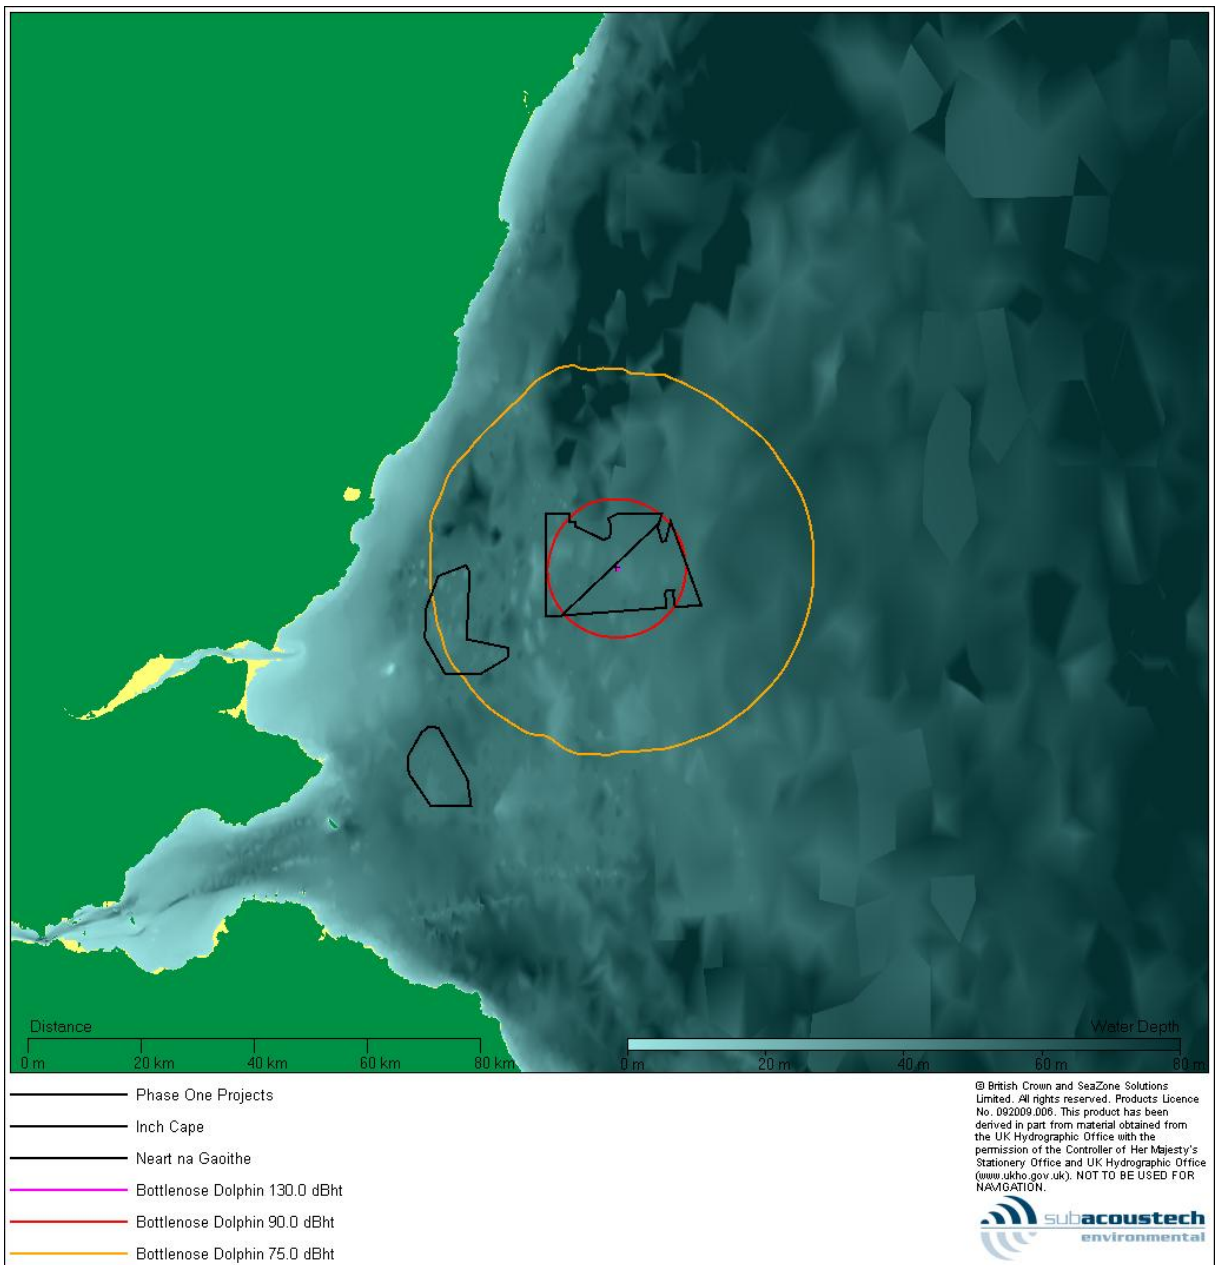 Distance
0 m 20 km 40 km 60 km 80 km
Water Depth
0 m 20 m 40 m 60 m 80 m
Phase One Projects
Inch Cape
Neart na Gaoithe
Bottlenose Dolphin 130.0 dBht
Bottlenose Dolphin 90.0 dBht
Bottlenose Dolphin 75.0 dBht
© British Crown and SeaZone Solutions
Limited. All rights reserved. Products Licence
No. 092009.006. This product has been
derived in part from material obtained from
the UK Hydrographic Office with the
permission of the Controller of Her Majesty's
Stationery Office and UK Hydrographic Office
(www.ukho.gov.uk). NOT TO BE USED FOR
NAVIGATION.
subacoustech
environmental